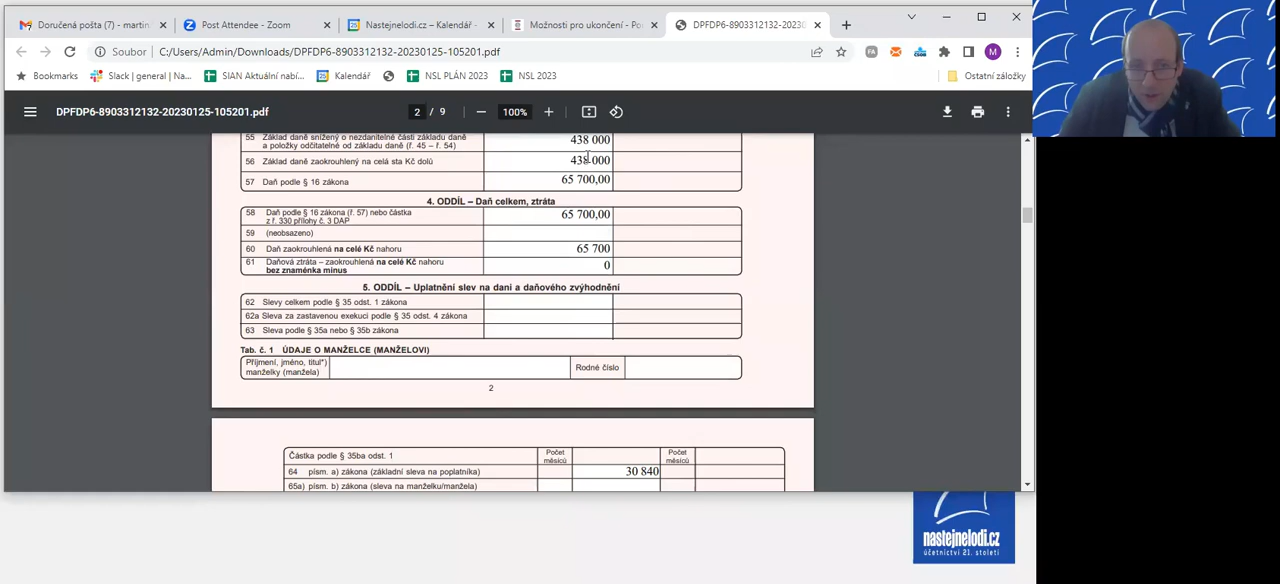 Doručená pošta (7) – martin
Post Attendee - Zoom
Nastejnelodi.cz – Kalendář -
Možnosti pro ukončení - Po
DPFDP6-8903312132-2023012
Soubor
C:/Users/Admin/Downloads/DPFDP6-8903312132-20230125-105201.pdf
FA
M
Bookmarks
Slack | general | Na...
SIAN Aktuální nabí...
Kalendář
NSL PLÁN 2023
NSL 2023
Ostatní záložky
DPFDP6-8903312132-20230125-105201.pdf
2 / 9
100%
55 Základ daně snížený o nezdanitelné části základu daně 438 000
a položky odčitatelné od základu daně (ř. 45 – ř. 54)
56 Základ daně zaokrouhlený na celá sta Kč dolů 438 000
57 Daň podle § 16 zákona 65 700,00
4. ODDÍL – Daň celkem, ztráta
58 Daň podle § 16 zákona (ř. 57) nebo částka 65 700,00
z ř. 330 přílohy č. 3 DAP
59 (neobsazeno)
60 Daň zaokrouhlená na celé Kč nahoru 65 700
61 Daňová ztráta – zaokrouhlená na celé Kč nahoru 0
bez znaménka minus
5. ODDÍL – Uplatnění slev na dani a daňového zvýhodnění
62 Slevy celkem podle § 35 odst. 1 zákona
62a Sleva za zastavenou exekuci podle § 35 odst. 4 zákona
63 Sleva podle § 35a nebo § 35b zákona
Tab. č. 1 ÚDAJE O MANŽELCE (MANŽELOVI)
Příjmení, jméno, titul*)
manželky (manžela)
Rodné číslo
2
Částka podle § 35ba odst. 1
Počet
měsíců
Počet
měsíců
64 písm. a) zákona (základní sleva na poplatníka) 30 840
65a) písm. b) zákona (sleva na manželku/manžela)
nastejnelodi.cz
účetnictví 21. století